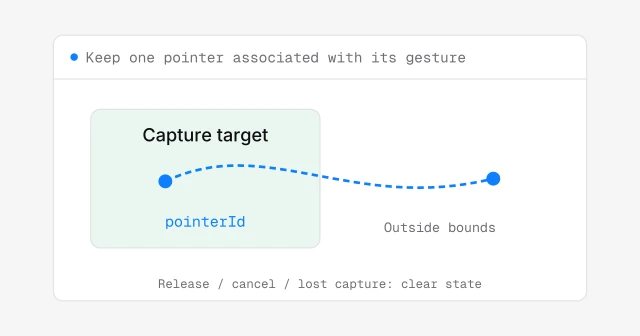 Keep one pointer associated with its gesture
Capture target
pointerId
Outside bounds
Release / cancel / lost capture: clear state